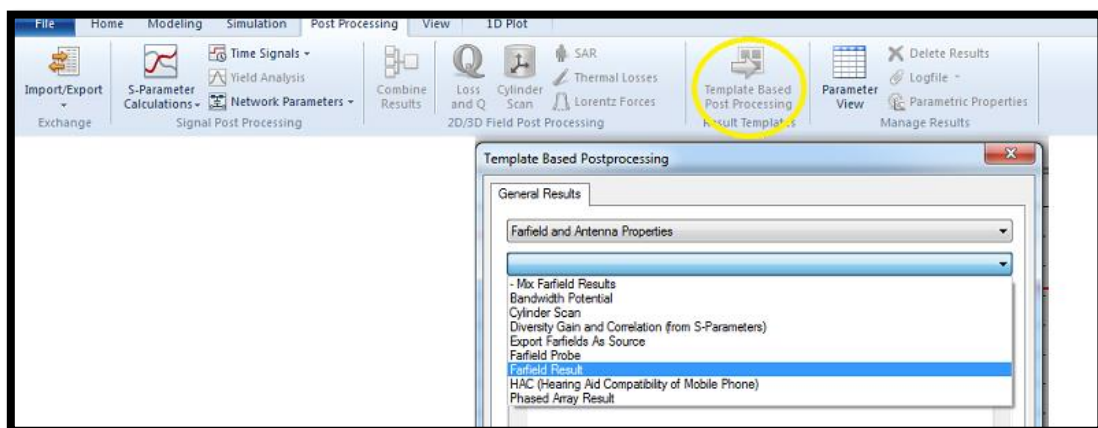 File Home Modeling Simulation Post Processing View 1D Plot
Import/Export
Exchange
S-Parameter Calculations
Time Signals
Yield Analysis
Network Parameters
Signal Post Processing
Combine Results
Loss and Q
Cylinder Scan
SAR
Thermal Losses
Lorentz Forces
2D/3D Field Post Processing
Template Based
Post Processing
Result Templates
Parameter View
Delete Results
Logfile
Parametric Properties
Manage Results
Template Based Postprocessing
General Results
Farfield and Antenna Properties
- Mix Farfield Results
Bandwidth Potential
Cylinder Scan
Diversity Gain and Correlation (from S-Parameters)
Export Farfields As Source
Farfield Probe
Farfield Result
HAC (Hearing Aid Compatibility of Mobile Phone)
Phased Array Result